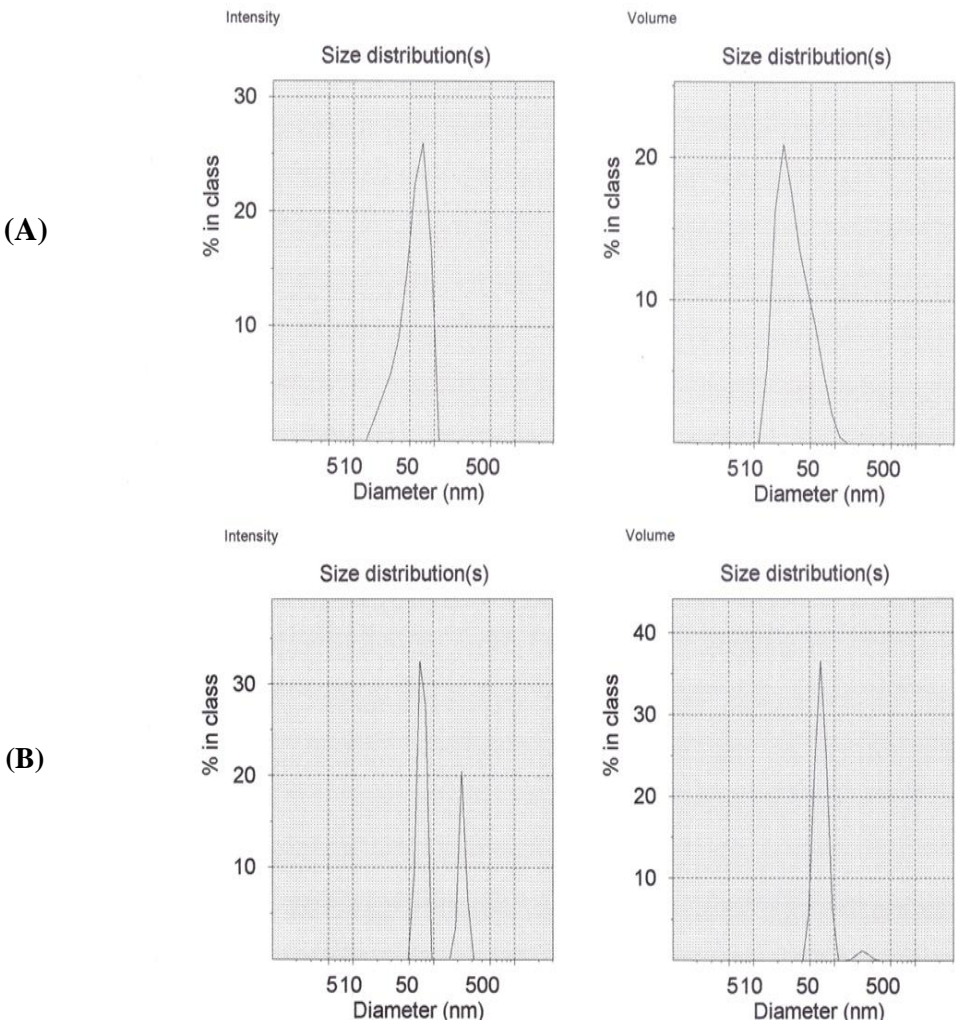 Intensity
Size distribution(s)
30
20
10
% in class
510 50 500
Diameter (nm)
Volume
Size distribution(s)
20
10
% in class
510 50 500
Diameter (nm)
(A)
Intensity
Size distribution(s)
30
20
10
% in class
510 50 500
Diameter (nm)
Volume
Size distribution(s)
40
30
20
10
% in class
510 50 500
Diameter (nm)
(B)